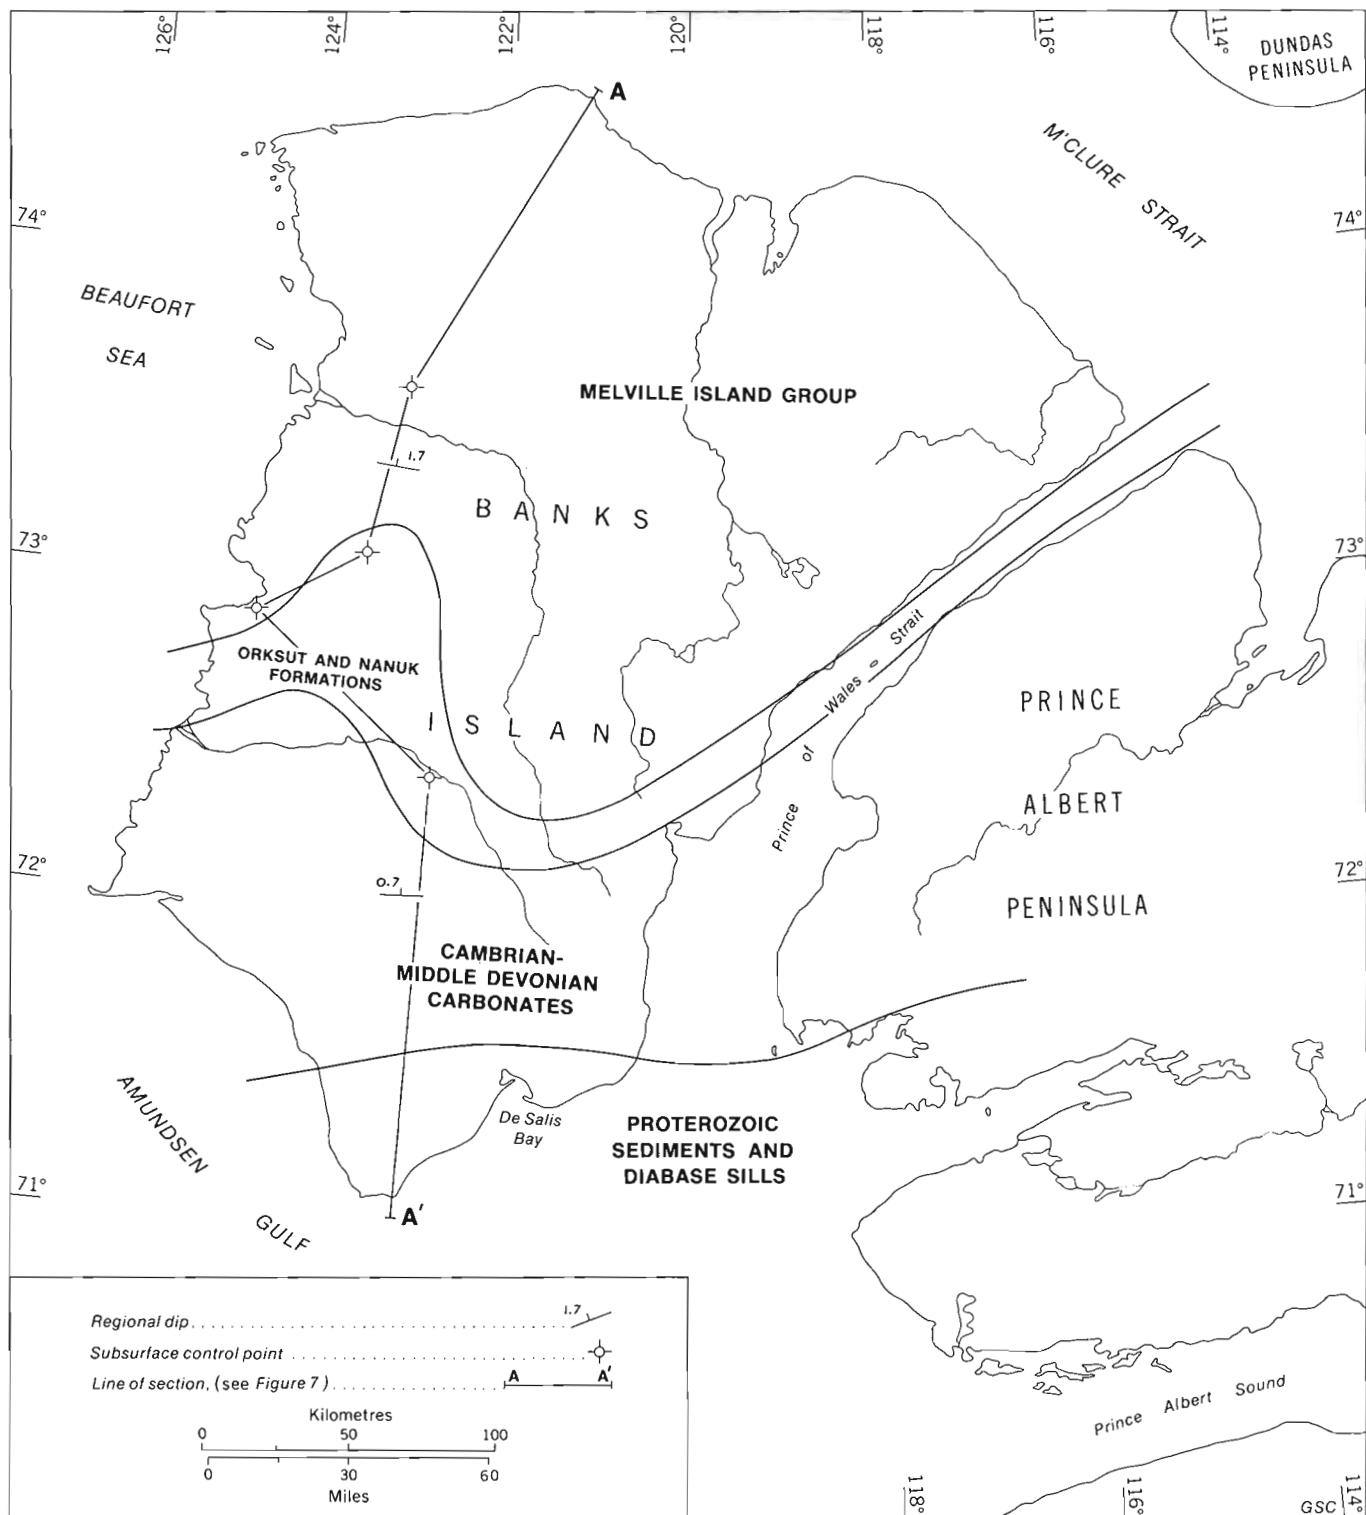 126°
124°
122°
120°
118°
116°
114°
DUNDAS
PENINSULA
A
M'CLURE STRAIT
74°
74°
BEAUFORT
SEA
MELVILLE ISLAND GROUP
1.7
BANKS
73°
73°
Prince of Wales Strait
ORKSUT AND NANUK
FORMATIONS
ISLAND
PRINCE
ALBERT
PENINSULA
72°
72°
0.7
CAMBRIAN-
MIDDLE DEVONIAN
CARBONATES
AMUNDSEN
GULF
De Salis
Bay
PROTEROZOIC
SEDIMENTS AND
DIABASE SILLS
71°
71°
A'
Regional dip 1.7
Subsurface control point
Line of section, (see Figure 7) A A'
Kilometres
0 50 100
0 30 60
Miles
Prince Albert Sound
118°
116°
114°
GSC